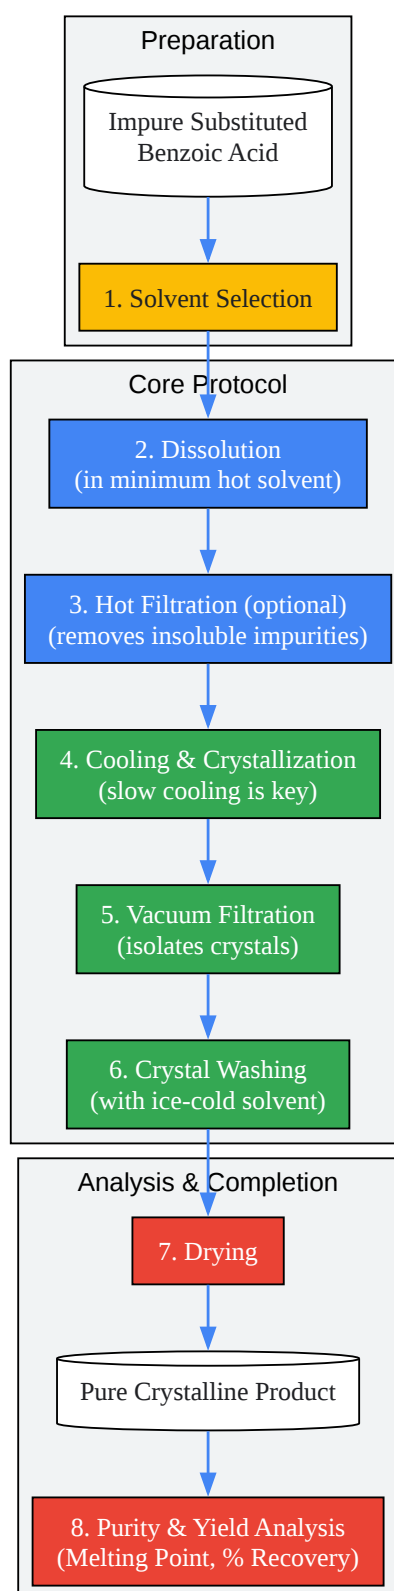 Preparation
Impure Substituted
Benzoic Acid
1. Solvent Selection
Core Protocol
2. Dissolution
(in minimum hot solvent)
3. Hot Filtration (optional)
(removes insoluble impurities)
4. Cooling & Crystallization
(slow cooling is key)
5. Vacuum Filtration
(isolates crystals)
6. Crystal Washing
(with ice-cold solvent)
Analysis & Completion
7. Drying
Pure Crystalline Product
8. Purity & Yield Analysis
(Melting Point, % Recovery)